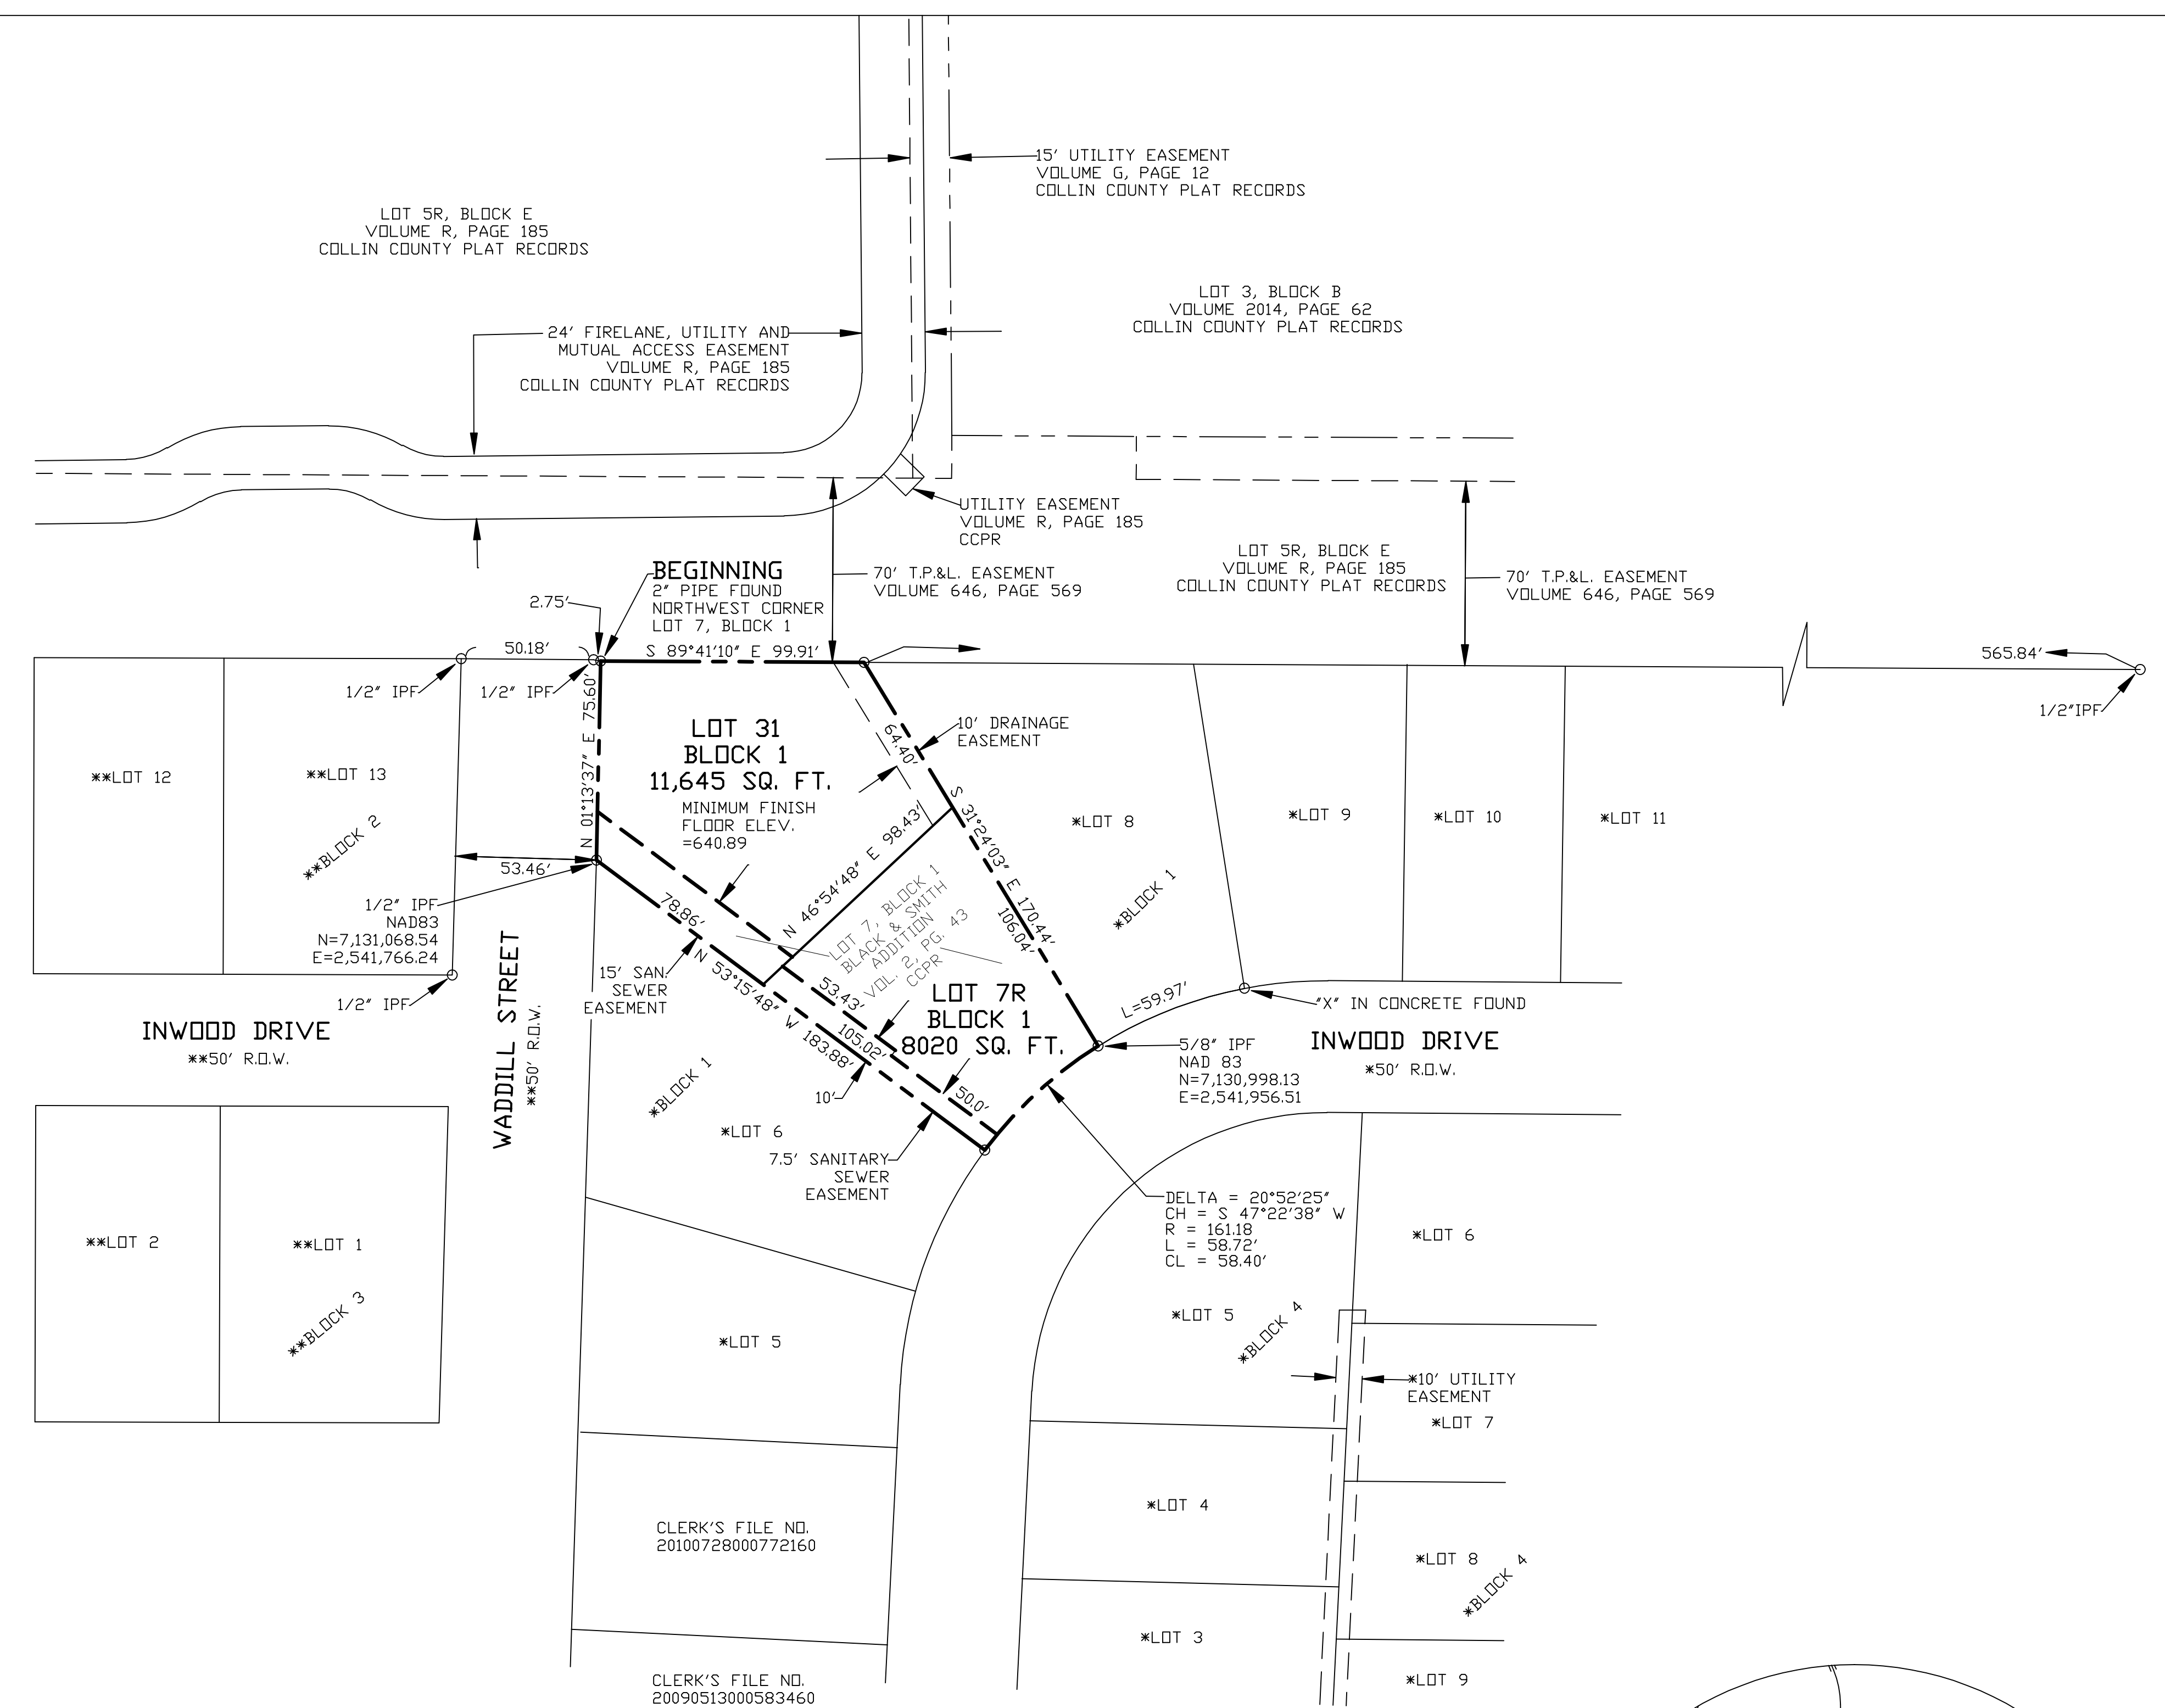 15' UTILITY EASEMENT
VOLUME G, PAGE 12
COLLIN COUNTY PLAT RECORDS
LOT 5R, BLOCK E
VOLUME R, PAGE 185
COLLIN COUNTY PLAT RECORDS
LOT 3, BLOCK B
VOLUME 2014, PAGE 62
COLLIN COUNTY PLAT RECORDS
24' FIRELANE, UTILITY AND
MUTUAL ACCESS EASEMENT
VOLUME R, PAGE 185
COLLIN COUNTY PLAT RECORDS
UTILITY EASEMENT
VOLUME R, PAGE 185
CCPR
LOT 5R, BLOCK E
VOLUME R, PAGE 185
COLLIN COUNTY PLAT RECORDS
70' T.P.&L. EASEMENT
VOLUME 646, PAGE 569
70' T.P.&L. EASEMENT
VOLUME 646, PAGE 569
BEGINNING
2" PIPE FOUND
NORTHWEST CORNER
LOT 7, BLOCK 1
2.75'
50.18'
S 89°41'10" E 99.91'
565.84'
1/2" IPF
1/2" IPF
1/2"IPF
N 01°13'37" E 75.60'
LOT 31
BLOCK 1
11,645 SQ. FT.
MINIMUM FINISH
FLOOR ELEV.
=640.89
64.40'
10' DRAINAGE
EASEMENT
**LOT 12
**LOT 13
**BLOCK 2
S 31°24'03" E 170.44'
106.04'
*LOT 8
*BLOCK 1
*LOT 9
*LOT 10
*LOT 11
N 46°54'48" E 98.43'
53.46'
1/2" IPF
NAD83
N=7,131,068.54
E=2,541,766.24
1/2" IPF
78.86'
N 53°15'48" W 183.88'
LOT 7, BLOCK 1
BLACK & SMITH
ADDITION
VOL. 2, PG. 43
CCPR
15' SAN.
SEWER
EASEMENT
53.43'
105.02'
LOT 7R
BLOCK 1
8020 SQ. FT.
50.0'
10'
L=59.97'
"X" IN CONCRETE FOUND
5/8" IPF
NAD 83
N=7,130,998.13
E=2,541,956.51
INWOOD DRIVE
*50' R.O.W.
INWOOD DRIVE
**50' R.O.W.
WADDILL STREET
**50' R.O.W.
*BLOCK 1
*LOT 6
7.5' SANITARY
SEWER
EASEMENT
DELTA = 20°52'25"
CH = S 47°22'38" W
R = 161.18
L = 58.72'
CL = 58.40'
**LOT 2
**LOT 1
**BLOCK 3
*LOT 5
*LOT 5
*BLOCK 4
*LOT 6
*10' UTILITY
EASEMENT
*LOT 7
*LOT 4
*LOT 8
*BLOCK 4
CLERK'S FILE NO.
20100728000772160
*LOT 3
*LOT 9
CLERK'S FILE NO.
20090513000583460